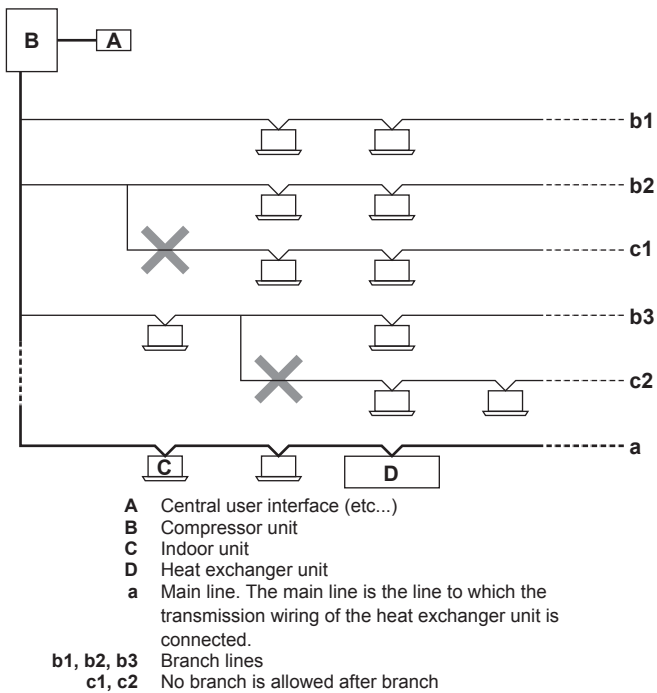 B
A
b1
b2
c1
b3
c2
a
C
D
A Central user interface (etc...)
B Compressor unit
C Indoor unit
D Heat exchanger unit
a Main line. The main line is the line to which the
transmission wiring of the heat exchanger unit is
connected.
b1, b2, b3 Branch lines
c1, c2 No branch is allowed after branch